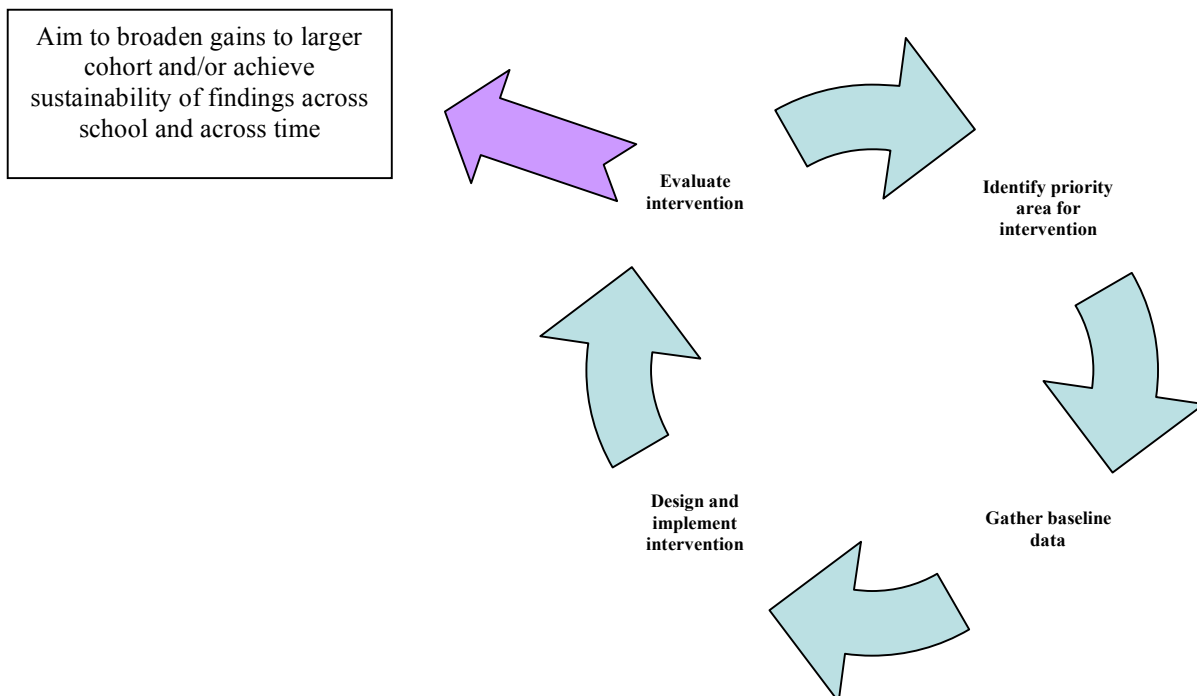 Aim to broaden gains to larger
cohort and/or achieve
sustainability of findings across
school and across time
Evaluate
intervention
Identify priority
area for
intervention
Gather baseline
data
Design and
implement
intervention